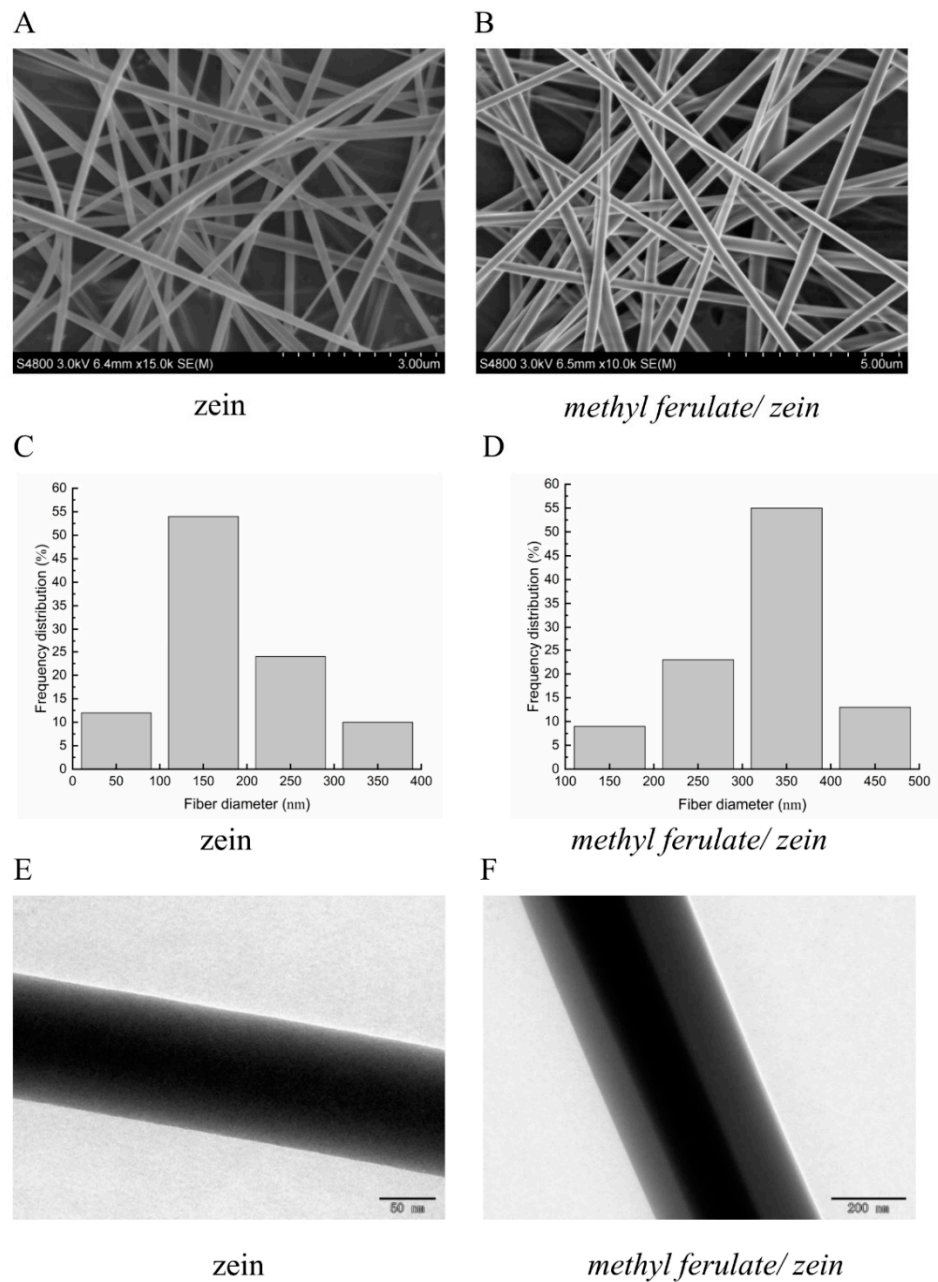 A
B
S4800 3.0kV 6.4mm x15.0k SE(M) 3.00um
S4800 3.0kV 6.5mm x10.0k SE(M) 5.00um
zein
methyl ferulate/ zein
C
D
Frequency distribution (%)
60
55
50
45
40
35
30
25
20
15
10
5
0
0 50 100 150 200 250 300 350 400
Fiber diameter (nm)
Frequency distribution (%)
60
55
50
45
40
35
30
25
20
15
10
5
0
100 150 200 250 300 350 400 450 500
Fiber diameter (nm)
zein
methyl ferulate/ zein
E
F
50 nm
200 nm
zein
methyl ferulate/ zein